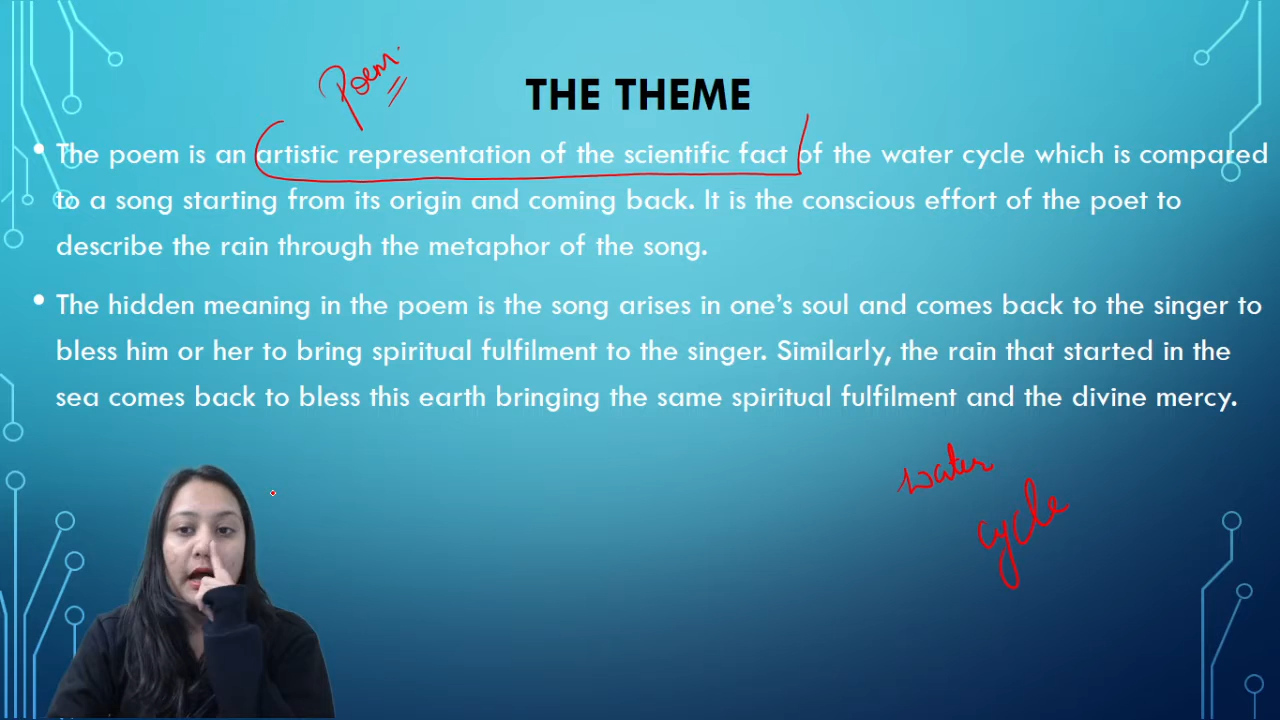 Poem.
THE THEME
• The poem is an artistic representation of the scientific fact of the water cycle which is compared
to a song starting from its origin and coming back. It is the conscious effort of the poet to
describe the rain through the metaphor of the song.
• The hidden meaning in the poem is the song arises in one's soul and comes back to the singer to
bless him or her to bring spiritual fulfilment to the singer. Similarly, the rain that started in the
sea comes back to bless this earth bringing the same spiritual fulfilment and the divine mercy.
water
cycle